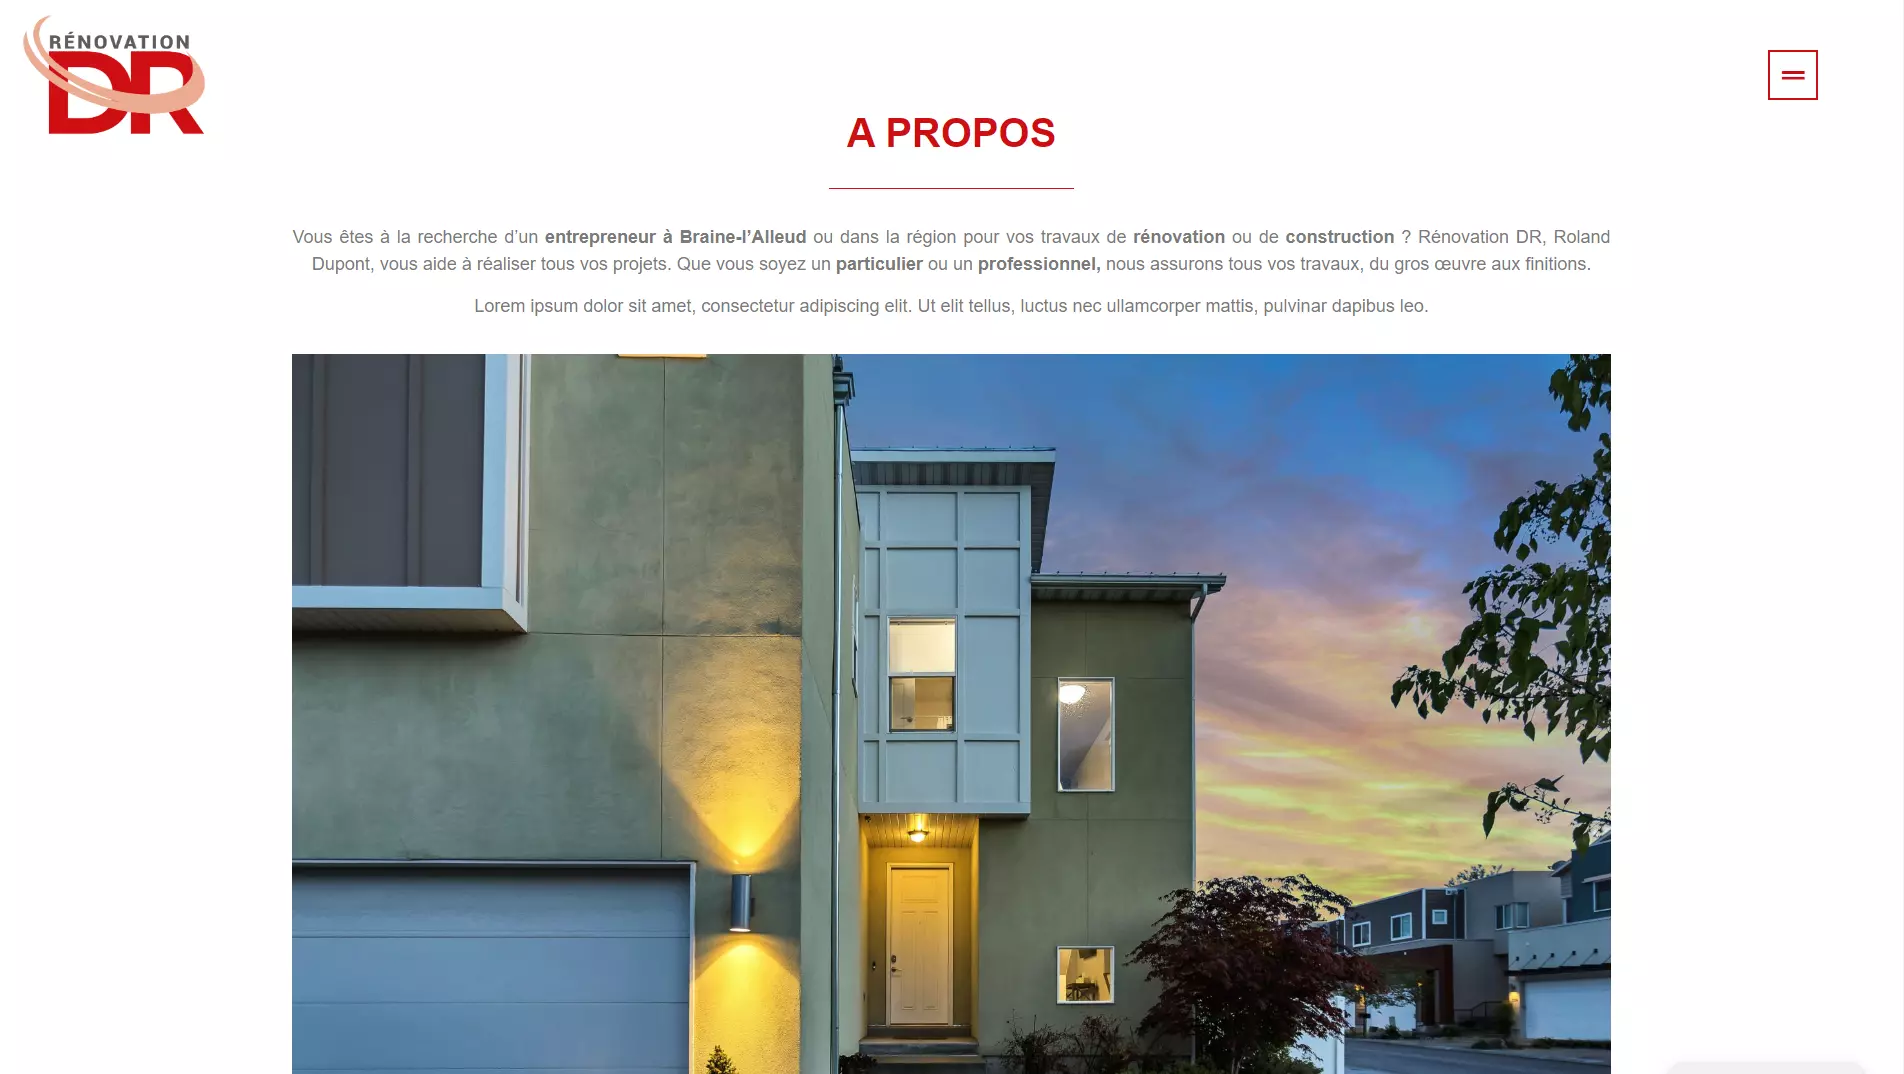 RÉNOVATION
DR
A PROPOS
Vous êtes à la recherche d’un entrepreneur à Braine-l’Alleud ou dans la région pour vos travaux de rénovation ou de construction ? Rénovation DR, Roland
Dupont, vous aide à réaliser tous vos projets. Que vous soyez un particulier ou un professionnel, nous assurons tous vos travaux, du gros œuvre aux finitions.
Lorem ipsum dolor sit amet, consectetur adipiscing elit. Ut elit tellus, luctus nec ullamcorper mattis, pulvinar dapibus leo.